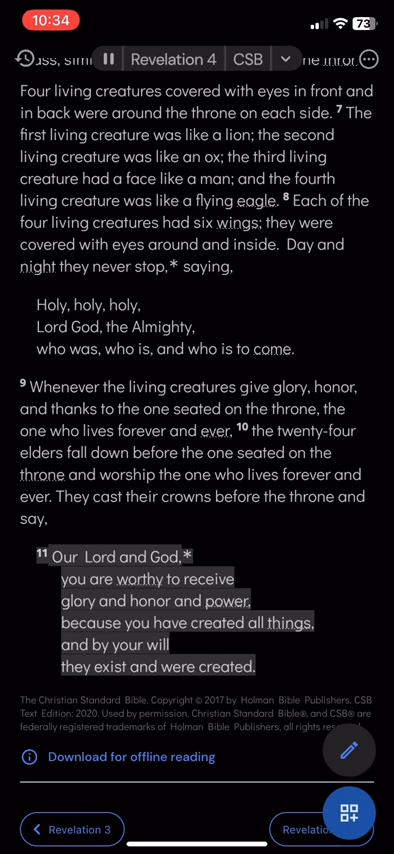 10:34
73
Revelation 4
CSB
Four living creatures covered with eyes in front and
in back were around the throne on each side. 7 The
first living creature was like a lion; the second
living creature was like an ox; the third living
creature had a face like a man; and the fourth
living creature was like a flying eagle. 8 Each of the
four living creatures had six wings; they were
covered with eyes around and inside. Day and
night they never stop,* saying,
Holy, holy, holy,
Lord God, the Almighty,
who was, who is, and who is to come.
9 Whenever the living creatures give glory, honor,
and thanks to the one seated on the throne, the
one who lives forever and ever, 10 the twenty-four
elders fall down before the one seated on the
throne and worship the one who lives forever and
ever. They cast their crowns before the throne and
say,
11 Our Lord and God,*
you are worthy to receive
glory and honor and power,
because you have created all things,
and by your will
they exist and were created.
The Christian Standard Bible. Copyright © 2017 by Holman Bible Publishers. CSB
Text Edition: 2020. Used by permission. Christian Standard Bible®, and CSB® are
federally registered trademarks of Holman Bible Publishers, all rights
Download for offline reading
Revelation 3